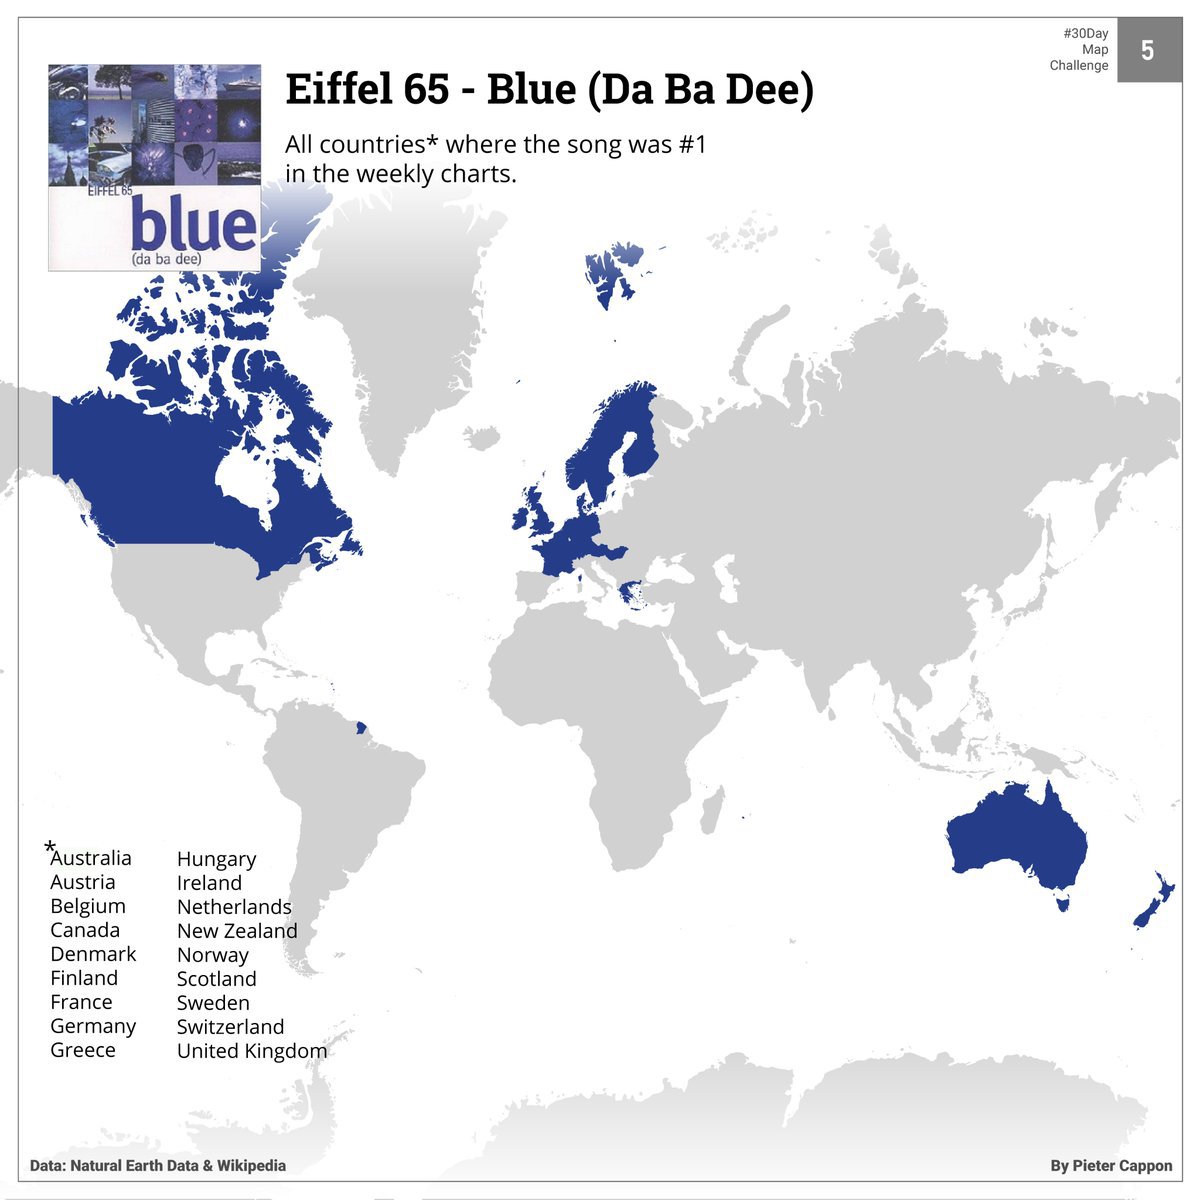 #30Day
Map
Challenge
5
Eiffel 65 - Blue (Da Ba Dee)
All countries* where the song was #1
in the weekly charts.
EIFFEL 65
blue
(da ba dee)
*
Australia
Austria
Belgium
Canada
Denmark
Finland
France
Germany
Greece
Hungary
Ireland
Netherlands
New Zealand
Norway
Scotland
Sweden
Switzerland
United Kingdom
Data: Natural Earth Data & Wikipedia
By Pieter Cappon